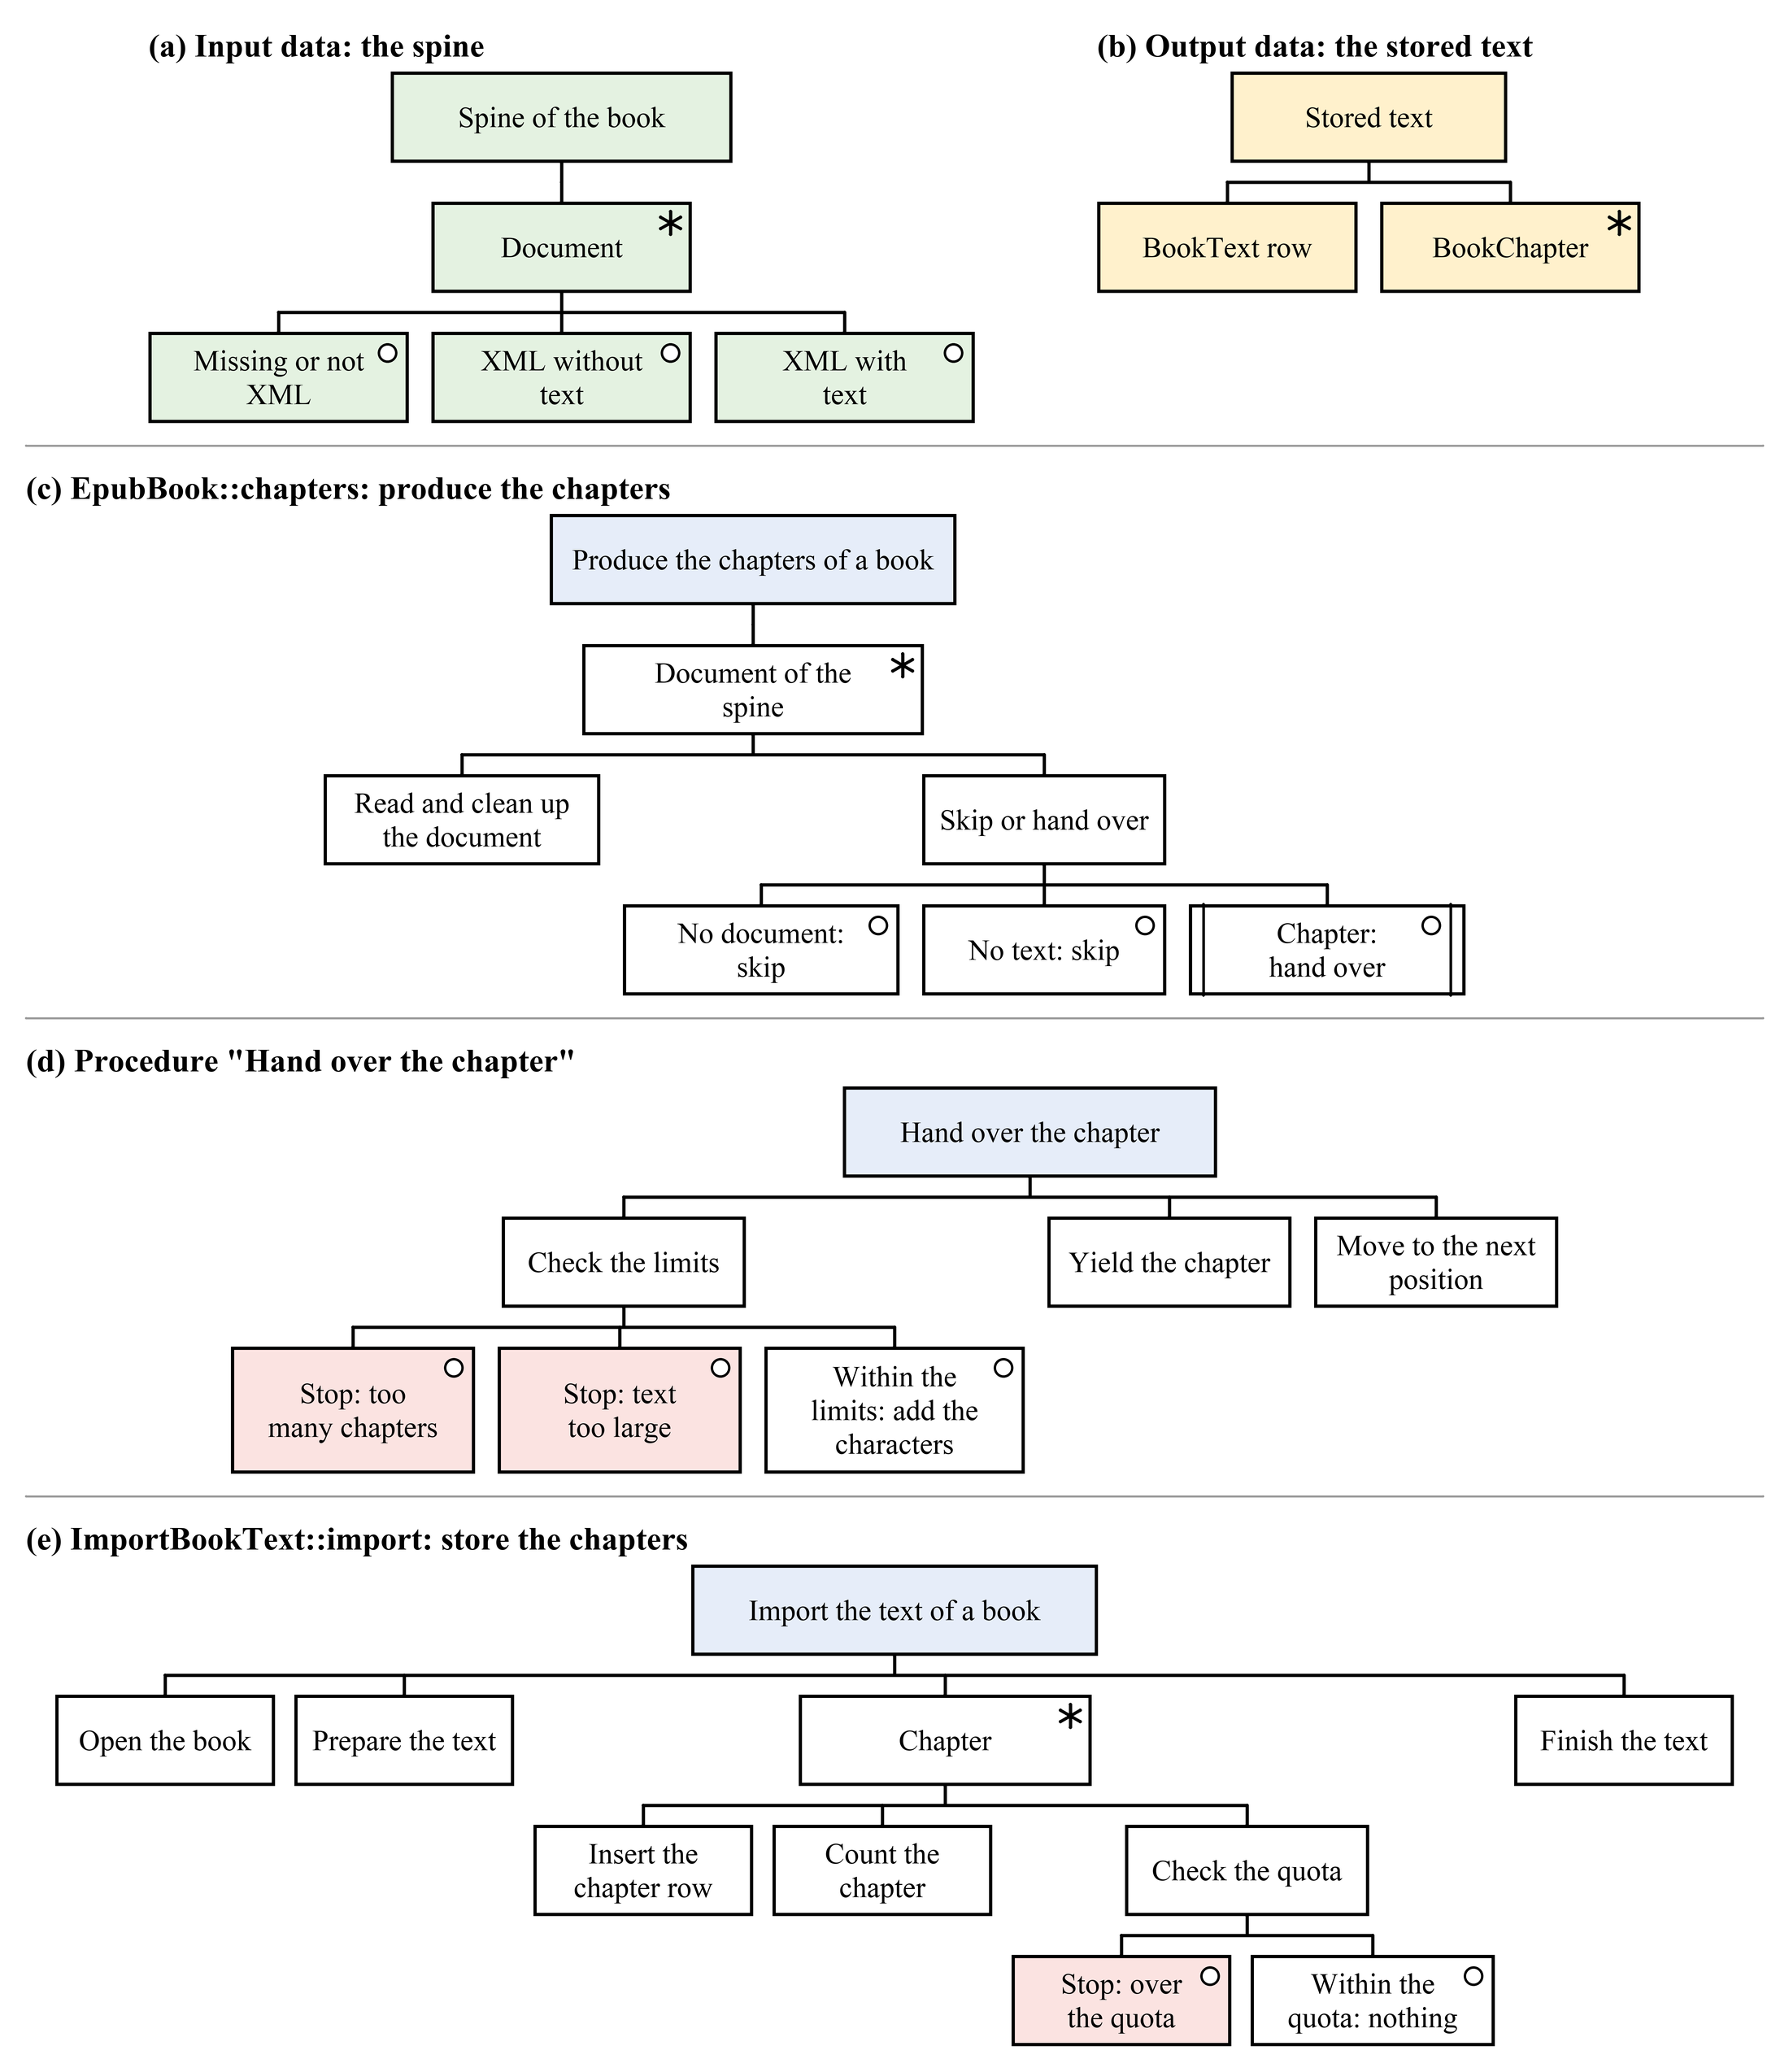 (a) Input data: the spine
(b) Output data: the stored text
Spine of the book
Stored text
Document
BookText row
BookChapter
Missing or not
XML
XML without
text
XML with
text
(c) EpubBook::chapters: produce the chapters
Produce the chapters of a book
Document of the
spine
Read and clean up
the document
Skip or hand over
No document:
skip
No text: skip
Chapter:
hand over
(d) Procedure "Hand over the chapter"
Hand over the chapter
Check the limits
Yield the chapter
Move to the next
position
Stop: too
many chapters
Stop: text
too large
Within the
limits: add the
characters
(e) ImportBookText::import: store the chapters
Import the text of a book
Open the book
Prepare the text
Chapter
Finish the text
Insert the
chapter row
Count the
chapter
Check the quota
Stop: over
the quota
Within the
quota: nothing